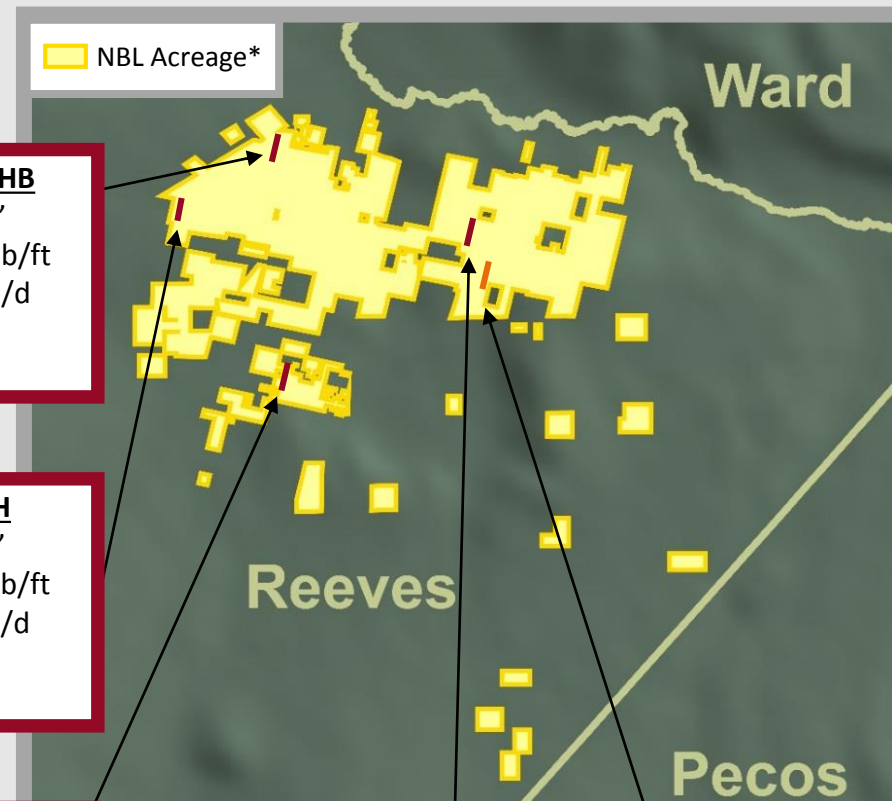 NBL Acreage*
Ward
HB
b/ft
/d
Reeves
H
b/ft
/d
Pecos